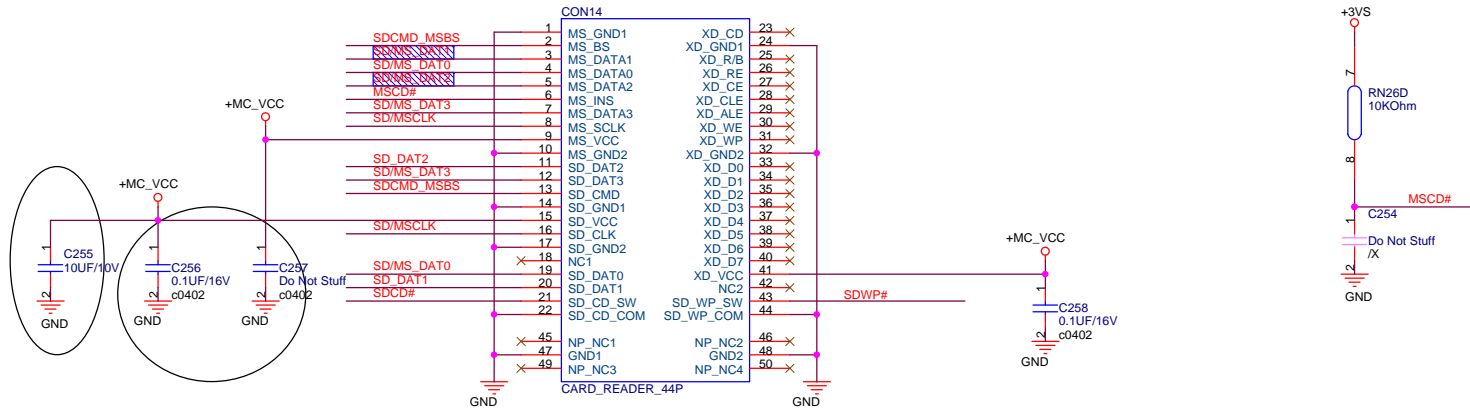 CON14
SDCMD_MSBS
SD/MS_DAT1
SD/MS_DAT0
SD/MS_DAT2
MSCD#
SD/MS_DAT3
SD/MSCLK
SD_DAT2
SD/MS_DAT3
SDCMD_MSBS
SD/MSCLK
SD/MS_DAT0
SD_DAT1
SDCD#
1 MS_GND1
2 MS_BS
3 MS_DATA1
4 MS_DATA0
5 MS_DATA2
6 MS_INS
7 MS_DATA3
8 MS_SCLK
9 MS_VCC
10 MS_GND2
11 SD_DAT2
12 SD_DAT3
13 SD_CMD
14 SD_GND1
15 SD_VCC
16 SD_CLK
17 SD_GND2
18 NC1
19 SD_DAT0
20 SD_DAT1
21 SD_CD_SW
22 SD_CD_COM
45 NP_NC1
47 GND1
49 NP_NC3
XD_CD 23
XD_GND1 24
XD_R/B 25
XD_RE 26
XD_CE 27
XD_CLE 28
XD_ALE 29
XD_WE 30
XD_WP 31
XD_GND2 32
XD_D0 33
XD_D1 34
XD_D2 35
XD_D3 36
XD_D4 37
XD_D5 38
XD_D6 39
XD_D7 40
XD_VCC 41
NC2 42
SD_WP_SW 43
SD_WP_COM 44
NP_NC2 46
GND2 48
NP_NC4 50
CARD_READER_44P
GND
GND
SDWP#
+MC_VCC
+MC_VCC
1
C255
10UF/10V
2
GND
1
C256
0.1UF/16V
c0402
2
GND
1
C257
Do Not Stuff
c0402
2
GND
+MC_VCC
1
C258
0.1UF/16V
c0402
2
GND
+3VS
7
RN26D
10KOhm
8
MSCD#
1
C254
Do Not Stuff
/X
2
GND